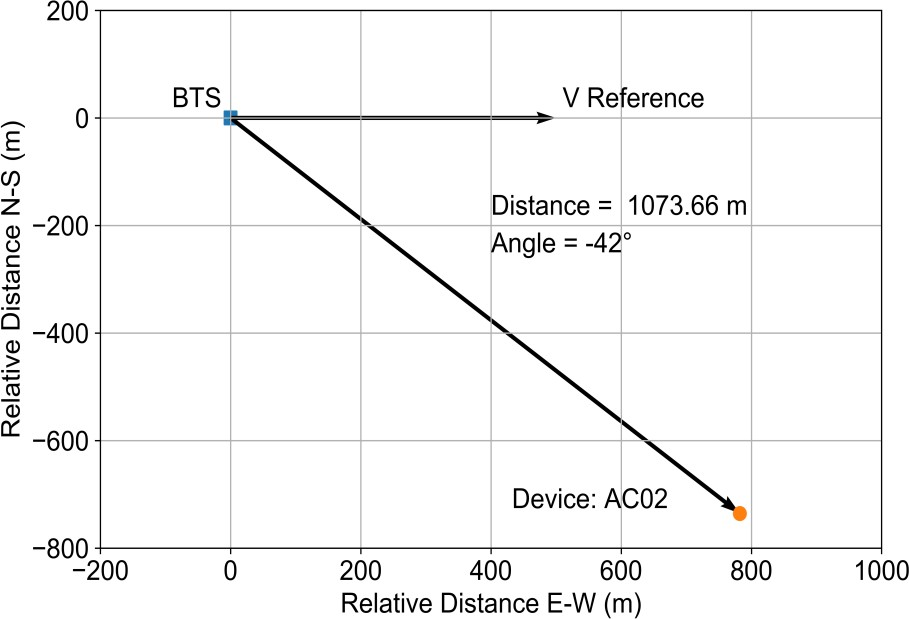 200
0
−200
−400
−600
−800
−200
0
200
400
600
800
1000
Relative Distance N-S (m)
Relative Distance E-W (m)
BTS
V Reference
Distance =  1073.66 m
Angle = -42°
Device: AC02